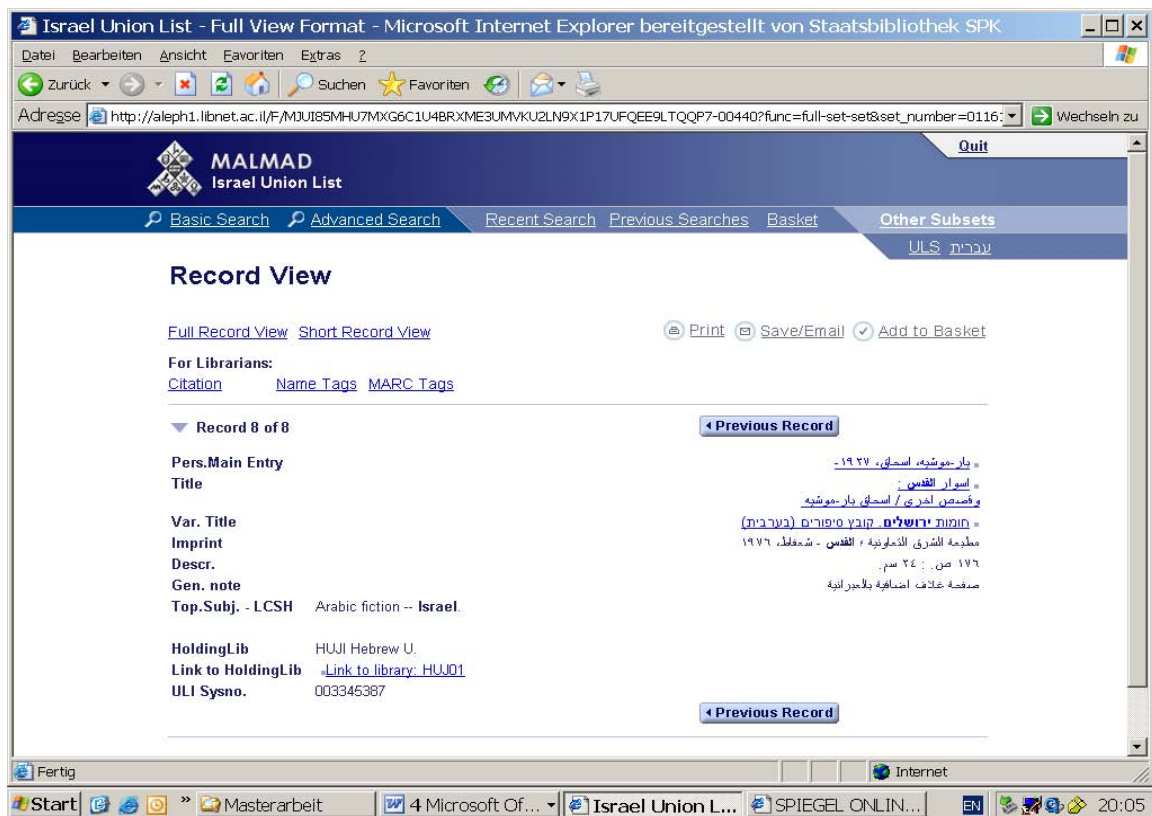 Israel Union List - Full View Format - Microsoft Internet Explorer bereitgestellt von Staatsbibliothek SPK
Datei Bearbeiten Ansicht Favoriten Extras ?
Zurück Suchen Favoriten
Adresse http://aleph1.libnet.ac.il/F/MJUI85MHU7MXG6C1U4BRXME3UMVKU2LN9X1P17UFQEE9LTQQP7-00440?func=full-set-set&set_number=0116: Wechseln zu
Quit
MALMAD
Israel Union List
Basic Search Advanced Search Recent Search Previous Searches Basket Other Subsets
ULS עברית
Record View
Full Record View Short Record View Print Save/Email Add to Basket
For Librarians:
Citation Name Tags MARC Tags
Record 8 of 8 Previous Record
Pers.Main Entry بار-موشيه، اسحاق، ١٩٢٧-
Title اسوار القدس :
وقصص اخرى / اسحاق بار-موشيه
Var. Title חומות ירושלים. קובץ סיפורים (בערבית)
Imprint مطبعة الشرق التعاونية ؛ القدس - شعفاط، ١٩٧٦
Descr. ١٧٦ ص. : ٢٤ سم.
Gen. note صفحة غلاف اضافية بالعبرانية
Top.Subj. - LCSH Arabic fiction -- Israel.
HoldingLib HUJI Hebrew U.
Link to HoldingLib Link to library: HUJ01
ULI Sysno. 003345387
Previous Record
Fertig Internet
Start » Masterarbeit 4 Microsoft Of... Israel Union L... SPIEGEL ONLIN... EN 20:05